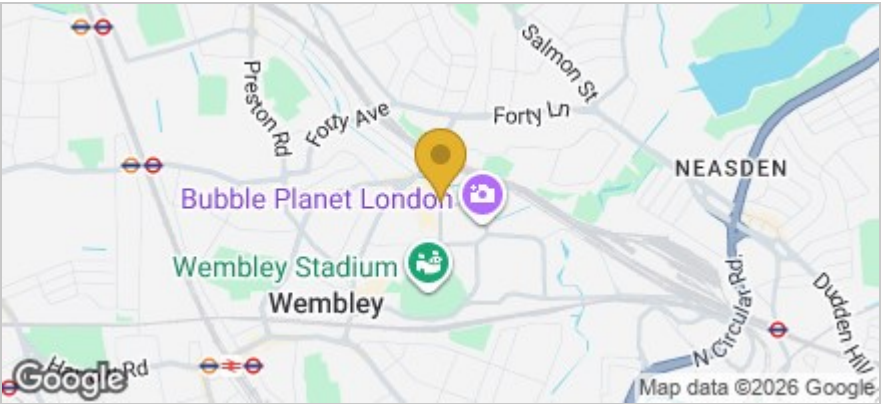 Salmon St
Preston Rd
Forty Ave
Forty Ln
NEASDEN
Bubble Planet London
Wembley Stadium
Wembley
N Circular Rd.
Dudden Hill
Google
Map data ©2026 Google